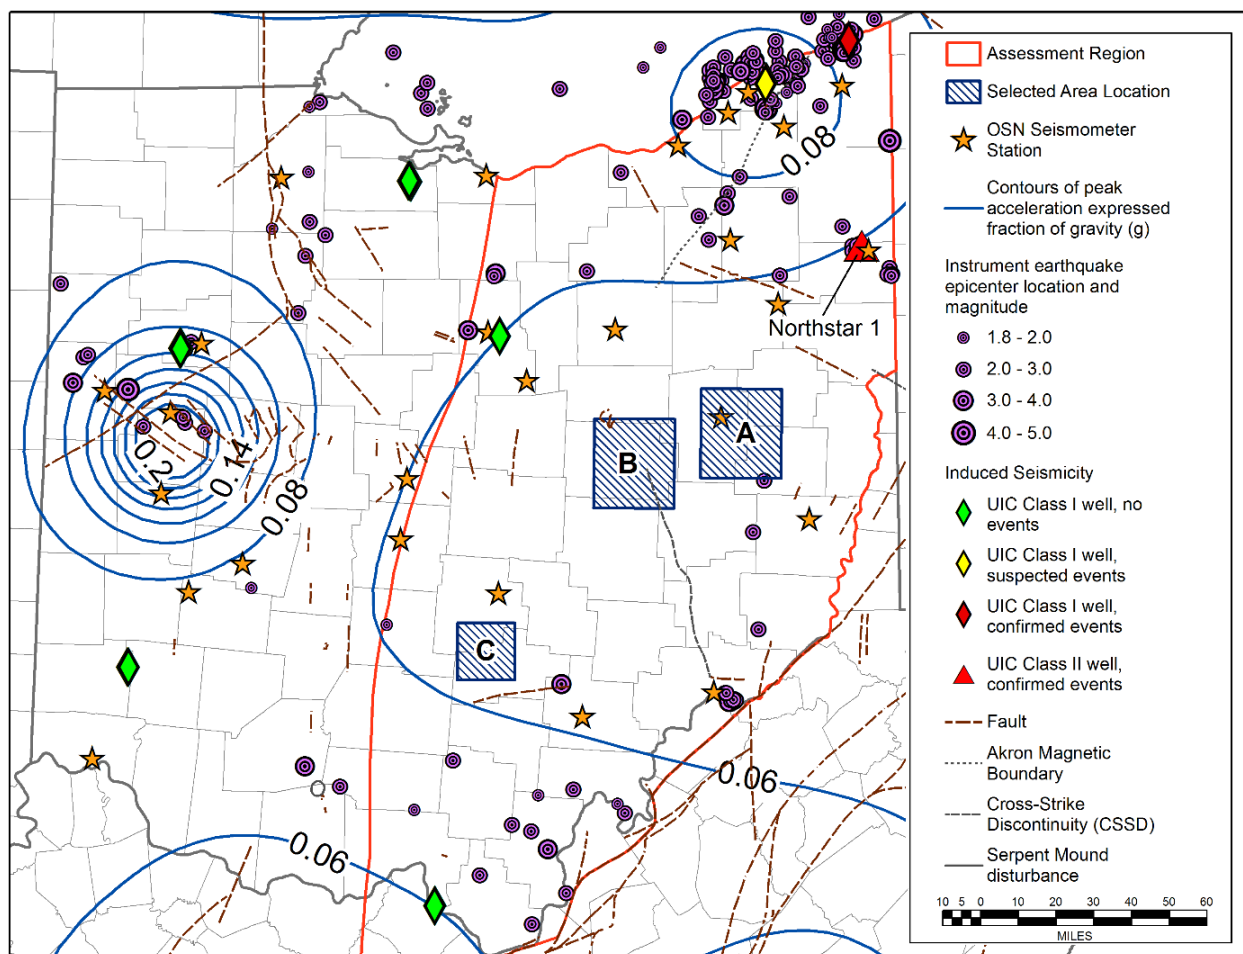 0.08
Northstar 1
A
B
0.2
0.14
0.08
C
0.06
0.06
Assessment Region
Selected Area Location
OSN Seismometer
Station
Contours of peak
acceleration expressed
fraction of gravity (g)
Instrument earthquake
epicenter location and
magnitude
1.8 - 2.0
2.0 - 3.0
3.0 - 4.0
4.0 - 5.0
Induced Seismicity
UIC Class I well, no
events
UIC Class I well,
suspected events
UIC Class I well,
confirmed events
UIC Class II well,
confirmed events
Fault
Akron Magnetic
Boundary
Cross-Strike
Discontinuity (CSSD)
Serpent Mound
disturbance
10 5 0 10 20 30 40 50 60
MILES